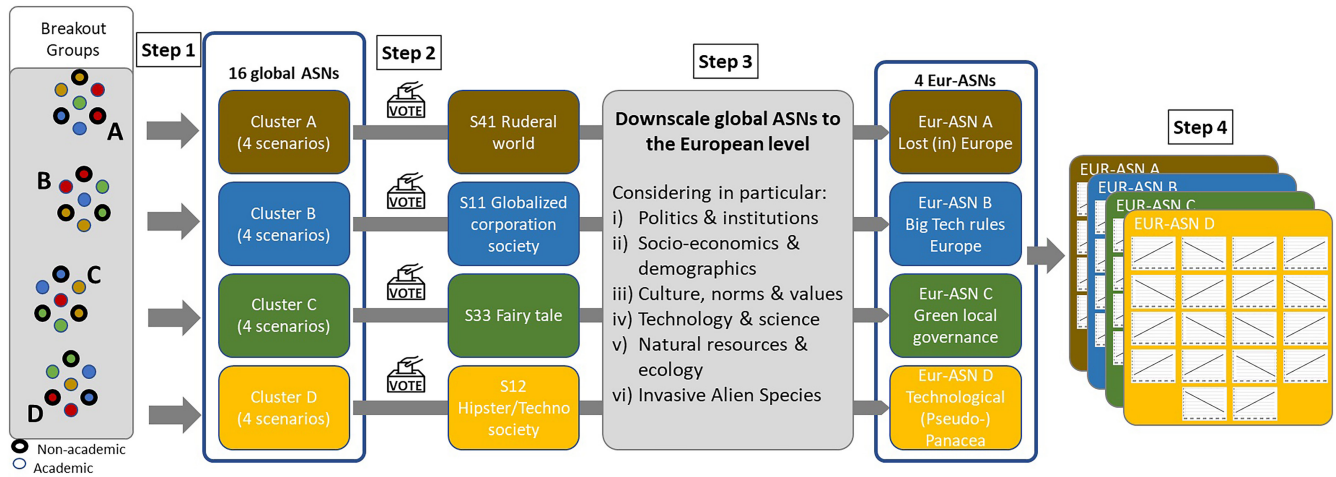 Breakout
Groups
A
B
C
D
Non-academic
Academic
Step 1
16 global ASNs
Cluster A
(4 scenarios)
Cluster B
(4 scenarios)
Cluster C
(4 scenarios)
Cluster D
(4 scenarios)
Step 2
VOTE
VOTE
VOTE
VOTE
S41 Ruderal
world
S11 Globalized
corporation
society
S33 Fairy tale
S12
Hipster/Techno
society
Step 3
Downscale global ASNs to
the European level
Considering in particular:
i) Politics & institutions
ii) Socio-economics &
demographics
iii) Culture, norms & values
iv) Technology & science
v) Natural resources &
ecology
vi) Invasive Alien Species
4 Eur-ASNs
Eur-ASN A
Lost (in) Europe
Eur-ASN B
Big Tech rules
Europe
Eur-ASN C
Green local
governance
Eur-ASN D
Technological
(Pseudo-)
Panacea
Step 4
EUR-ASN A
EUR-ASN B
EUR-ASN C
EUR-ASN D